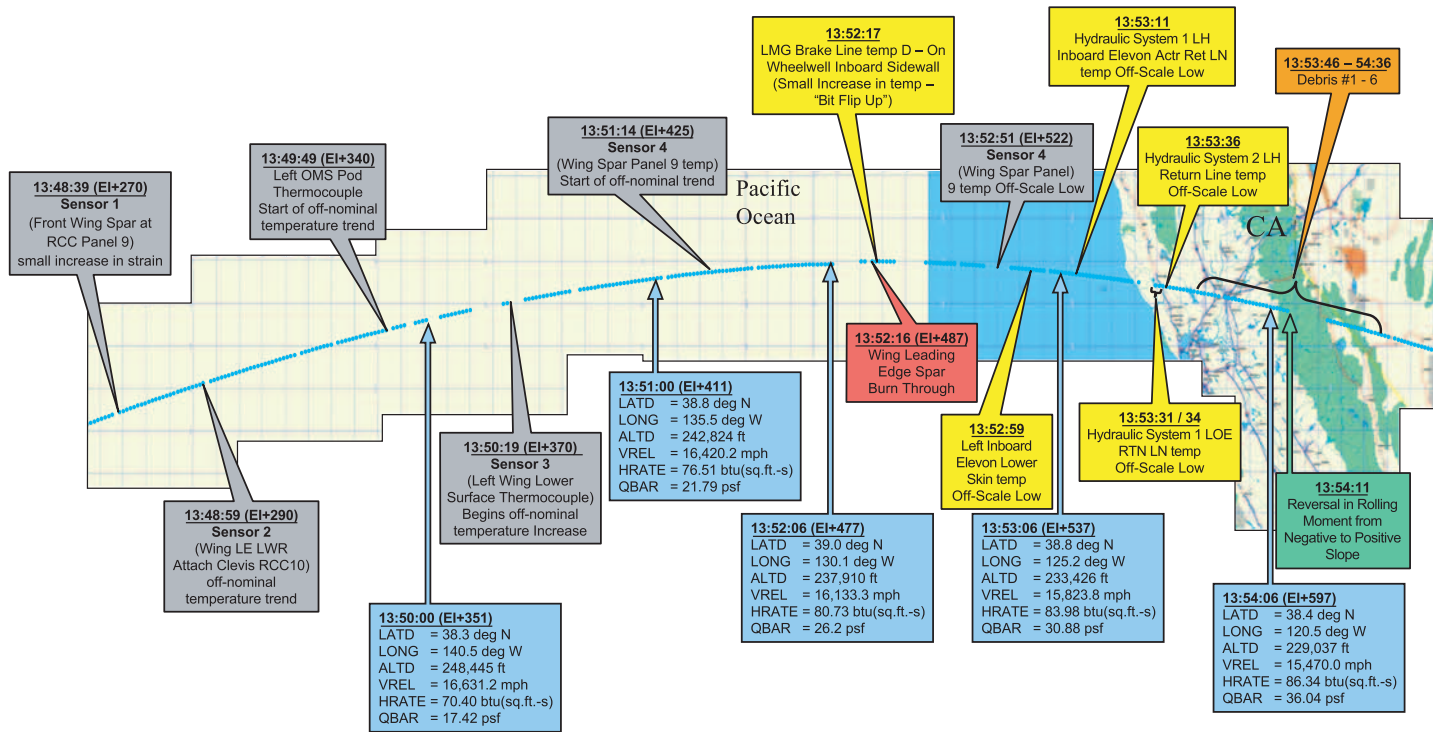 13:48:39 (EI+270)
Sensor 1
(Front Wing Spar at
RCC Panel 9)
small increase in strain
13:49:49 (EI+340)
Left OMS Pod
Thermocouple
Start of off-nominal
temperature trend
13:51:14 (EI+425)
Sensor 4
(Wing Spar Panel 9 temp)
Start of off-nominal trend
13:52:17
LMG Brake Line temp D – On
Wheelwell Inboard Sidewall
(Small Increase in temp –
“Bit Flip Up”)
13:52:51 (EI+522)
Sensor 4
(Wing Spar Panel)
9 temp Off-Scale Low
13:53:11
Hydraulic System 1 LH
Inboard Elevon Actr Ret LN
temp Off-Scale Low
13:53:36
Hydraulic System 2 LH
Return Line temp
Off-Scale Low
13:53:46 – 54:36
Debris #1 - 6
Pacific
Ocean
CA
13:48:59 (EI+290)
Sensor 2
(Wing LE LWR
Attach Clevis RCC10)
off-nominal
temperature trend
13:50:00 (EI+351)
LATD = 38.3 deg N
LONG = 140.5 deg W
ALTD = 248,445 ft
VREL = 16,631.2 mph
HRATE = 70.40 btu(sq.ft.-s)
QBAR = 17.42 psf
13:50:19 (EI+370)
Sensor 3
(Left Wing Lower
Surface Thermocouple)
Begins off-nominal
temperature Increase
13:51:00 (EI+411)
LATD = 38.8 deg N
LONG = 135.5 deg W
ALTD = 242,824 ft
VREL = 16,420.2 mph
HRATE = 76.51 btu(sq.ft.-s)
QBAR = 21.79 psf
13:52:06 (EI+477)
LATD = 39.0 deg N
LONG = 130.1 deg W
ALTD = 237,910 ft
VREL = 16,133.3 mph
HRATE = 80.73 btu(sq.ft.-s)
QBAR = 26.2 psf
13:52:16 (EI+487)
Wing Leading
Edge Spar
Burn Through
13:52:59
Left Inboard
Elevon Lower
Skin temp
Off-Scale Low
13:53:06 (EI+537)
LATD = 38.8 deg N
LONG = 125.2 deg W
ALTD = 233,426 ft
VREL = 15,823.8 mph
HRATE = 83.98 btu(sq.ft.-s)
QBAR = 30.88 psf
13:53:31 / 34
Hydraulic System 1 LOE
RTN LN temp
Off-Scale Low
13:54:11
Reversal in Rolling
Moment from
Negative to Positive
Slope
13:54:06 (EI+597)
LATD = 38.4 deg N
LONG = 120.5 deg W
ALTD = 229,037 ft
VREL = 15,470.0 mph
HRATE = 86.34 btu(sq.ft.-s)
QBAR = 36.04 psf